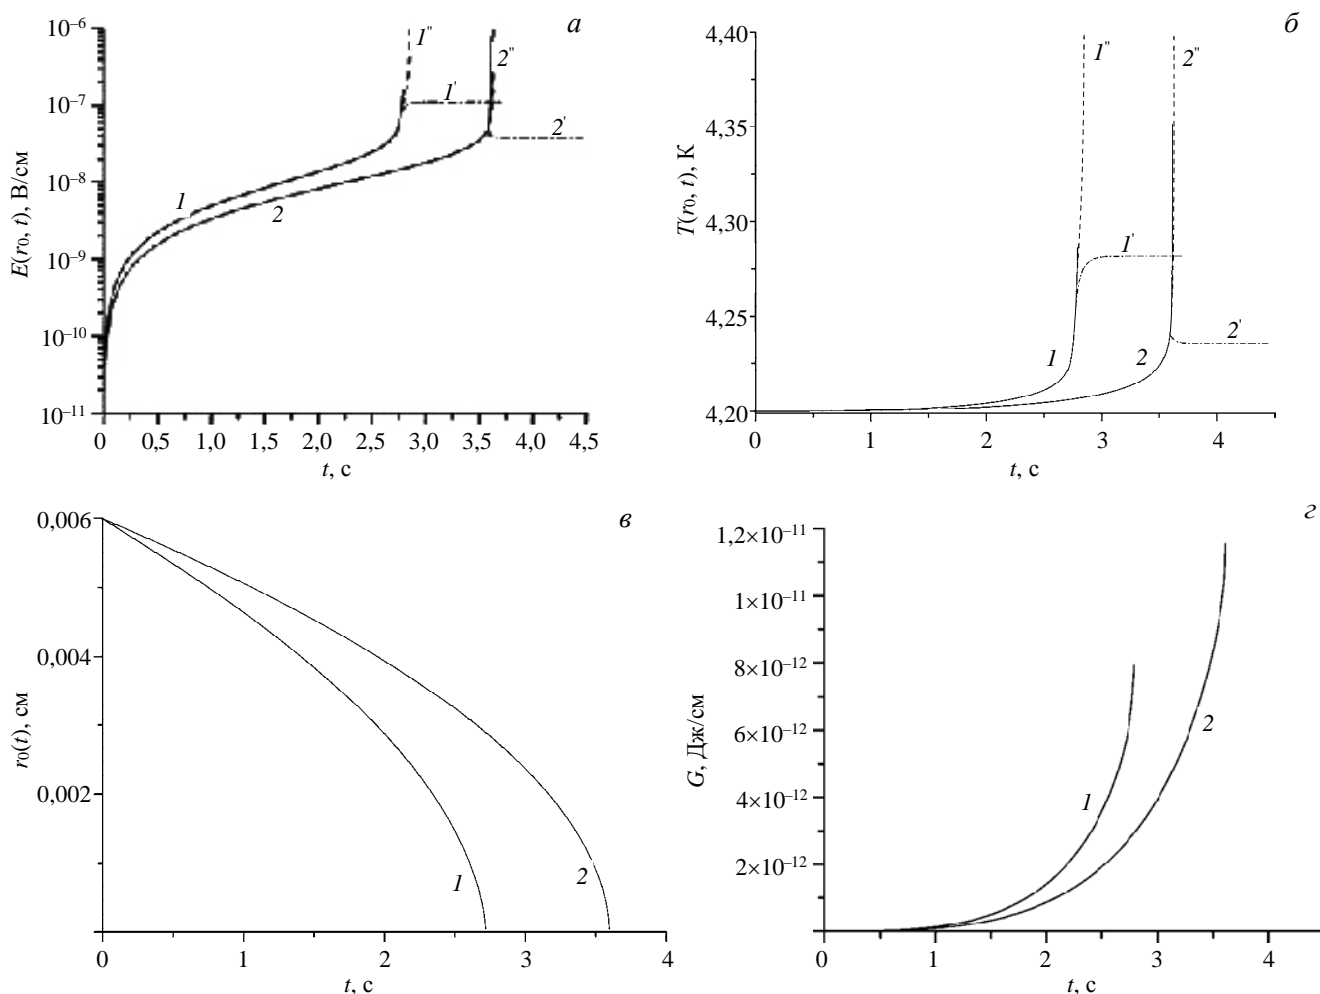 а
10⁻⁶
10⁻⁷
10⁻⁸
10⁻⁹
10⁻¹⁰
10⁻¹¹
E(r₀, t), В/см
1"
2"
1'
2'
1
2
0 0,5 1,0 1,5 2,0 2,5 3,0 3,5 4,0 4,5
t, с
б
4,40
4,35
4,30
4,25
4,20
T(r₀, t), К
1"
2"
1'
2'
1
2
0 1 2 3 4
t, с
в
0,006
0,004
0,002
r₀(t), см
1
2
0 1 2 3 4
t, с
г
1,2×10⁻¹¹
1×10⁻¹¹
8×10⁻¹²
6×10⁻¹²
4×10⁻¹²
2×10⁻¹²
G, Дж/см
1
2
0 1 2 3 4
t, с